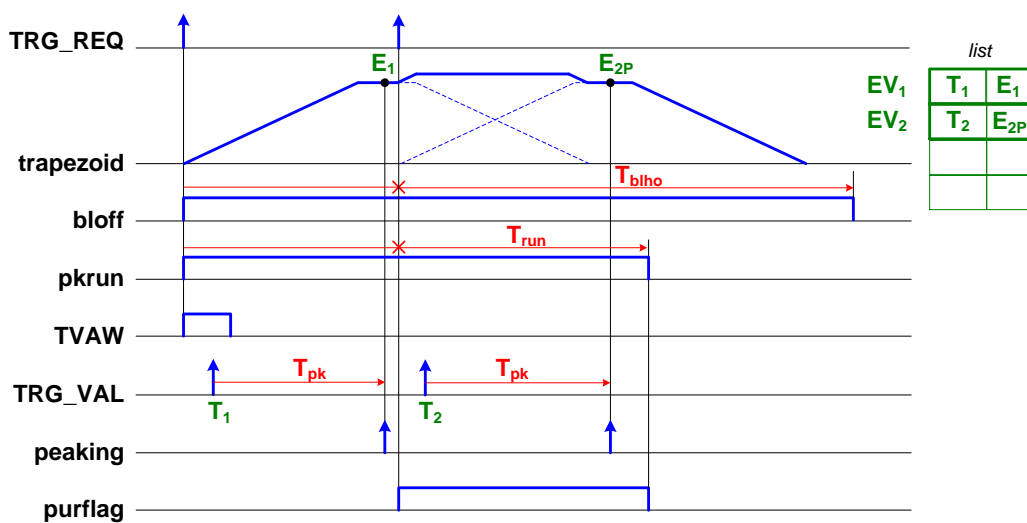 TRG_REQ
E1
E2P
list
EV1 T1 E1
EV2 T2 E2P
trapezoid
Tblho
bloff
Trun
pkrun
TVAW
Tpk
Tpk
TRG_VAL
T1
T2
peaking
purflag